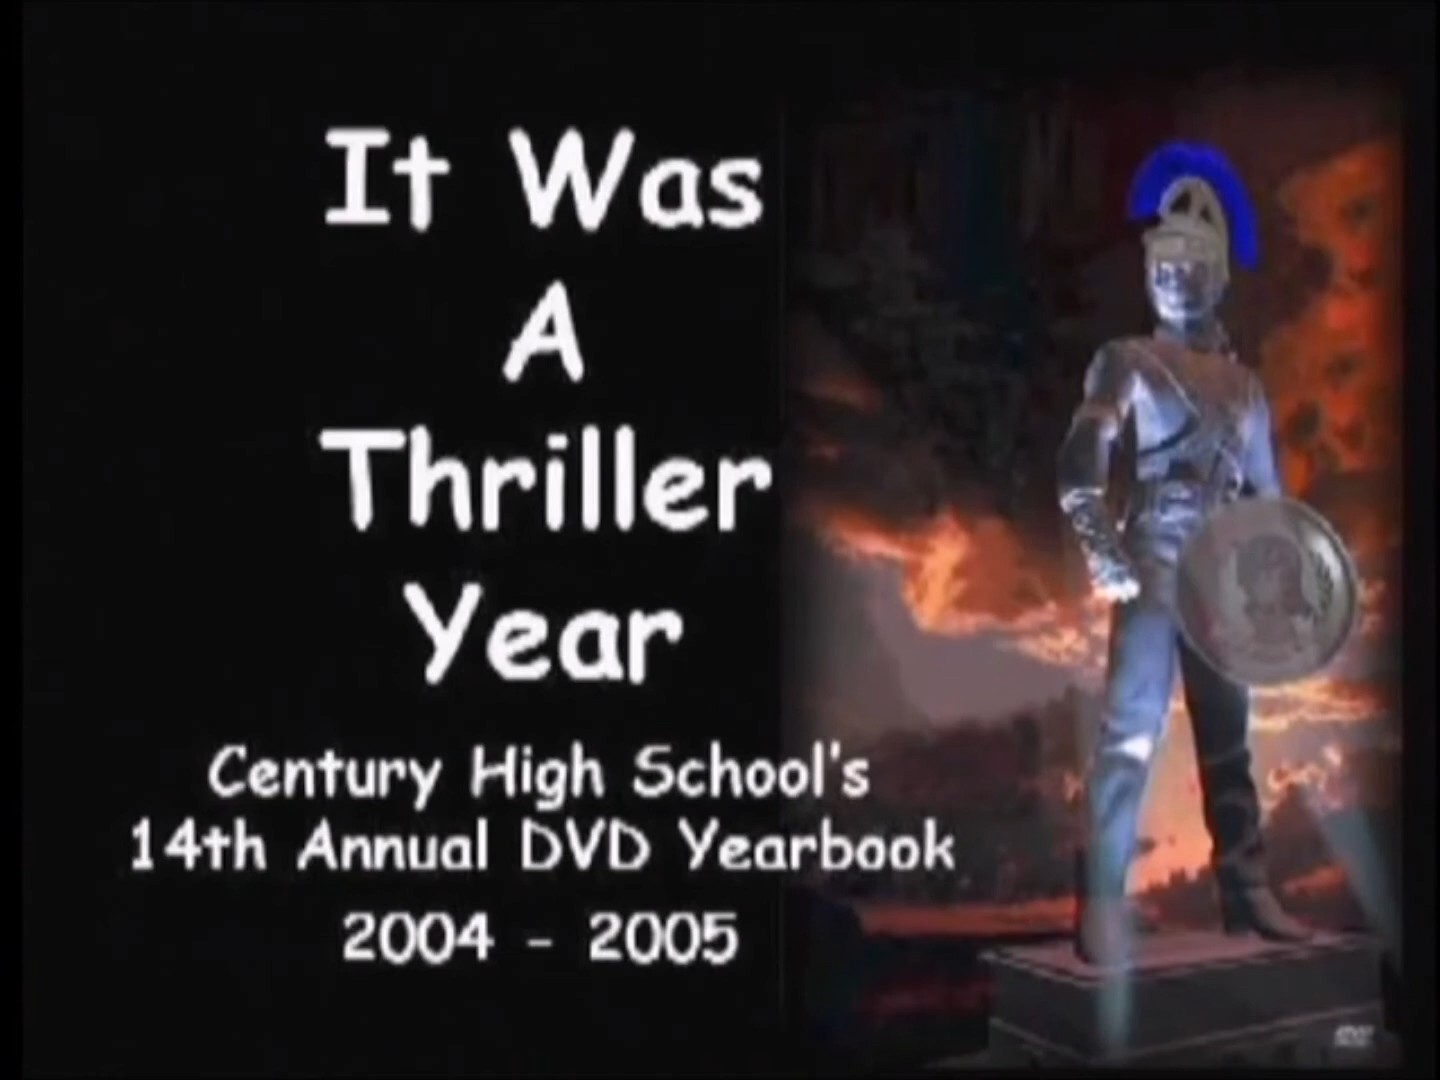 It Was
A
Thriller
Year
Century High School's
14th Annual DVD Yearbook
2004 - 2005